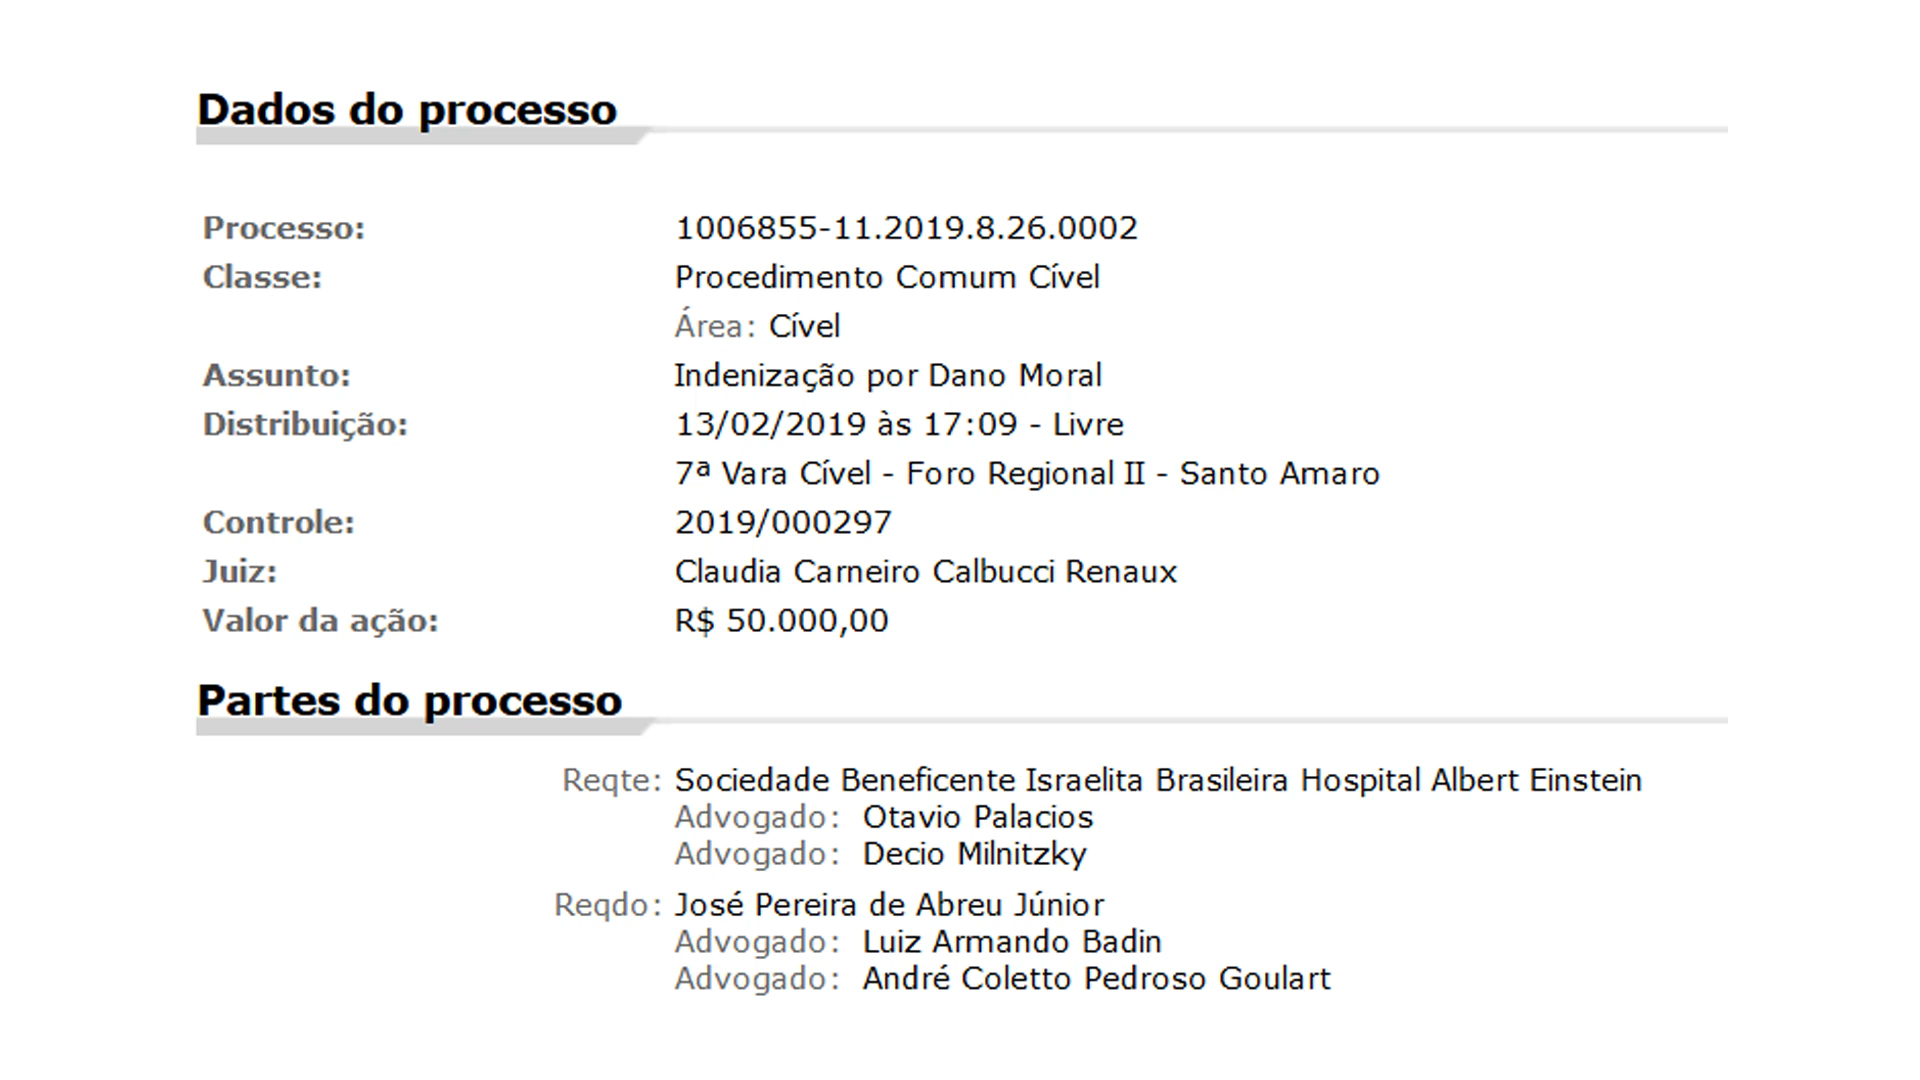 Dados do processo
Processo: 1006855-11.2019.8.26.0002
Classe: Procedimento Comum Cível
Área: Cível
Assunto: Indenização por Dano Moral
Distribuição: 13/02/2019 às 17:09 - Livre
7ª Vara Cível - Foro Regional II - Santo Amaro
Controle: 2019/000297
Juiz: Claudia Carneiro Calbucci Renaux
Valor da ação: R$ 50.000,00
Partes do processo
Reqte: Sociedade Beneficente Israelita Brasileira Hospital Albert Einstein
Advogado: Otavio Palacios
Advogado: Decio Milnitzky
Reqdo: José Pereira de Abreu Júnior
Advogado: Luiz Armando Badin
Advogado: André Coletto Pedroso Goulart